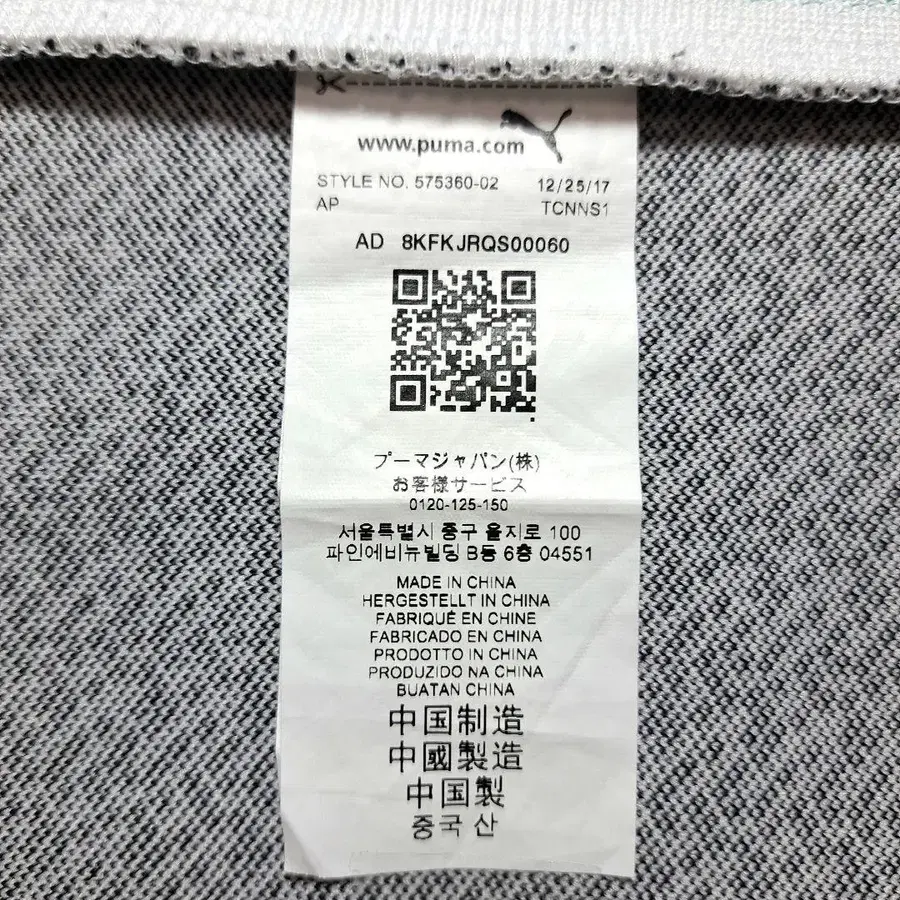 www.puma.com
STYLE NO. 575360-02 12/25/17
AP TCNNS1
AD 8KFKJRQS00060
プーマジャパン(株)
お客様サービス
0120-125-150
서울특별시 중구 을지로 100
파인에비뉴빌딩 B동 6층 04551
MADE IN CHINA
HERGESTELLT IN CHINA
FABRIQUÉ EN CHINE
FABRICADO EN CHINA
PRODOTTO IN CHINA
PRODUZIDO NA CHINA
BUATAN CHINA
中国制造
中國製造
中国製
중국 산